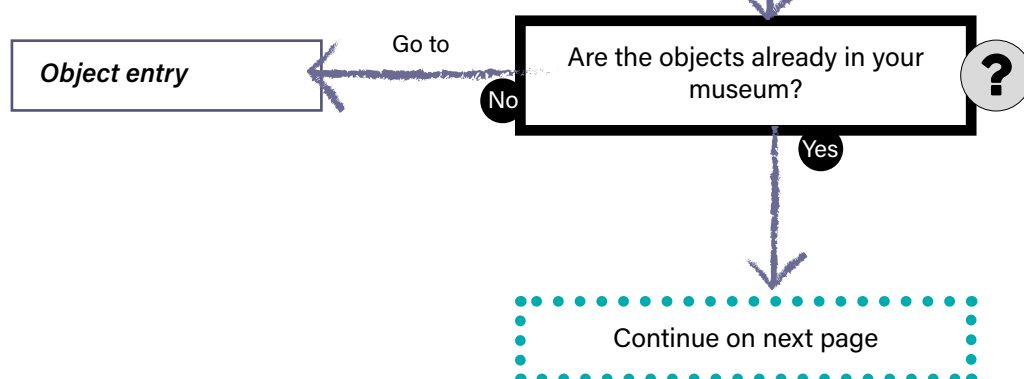 Go to
Object entry
Are the objects already in your
museum?
?
No
Yes
Continue on next page